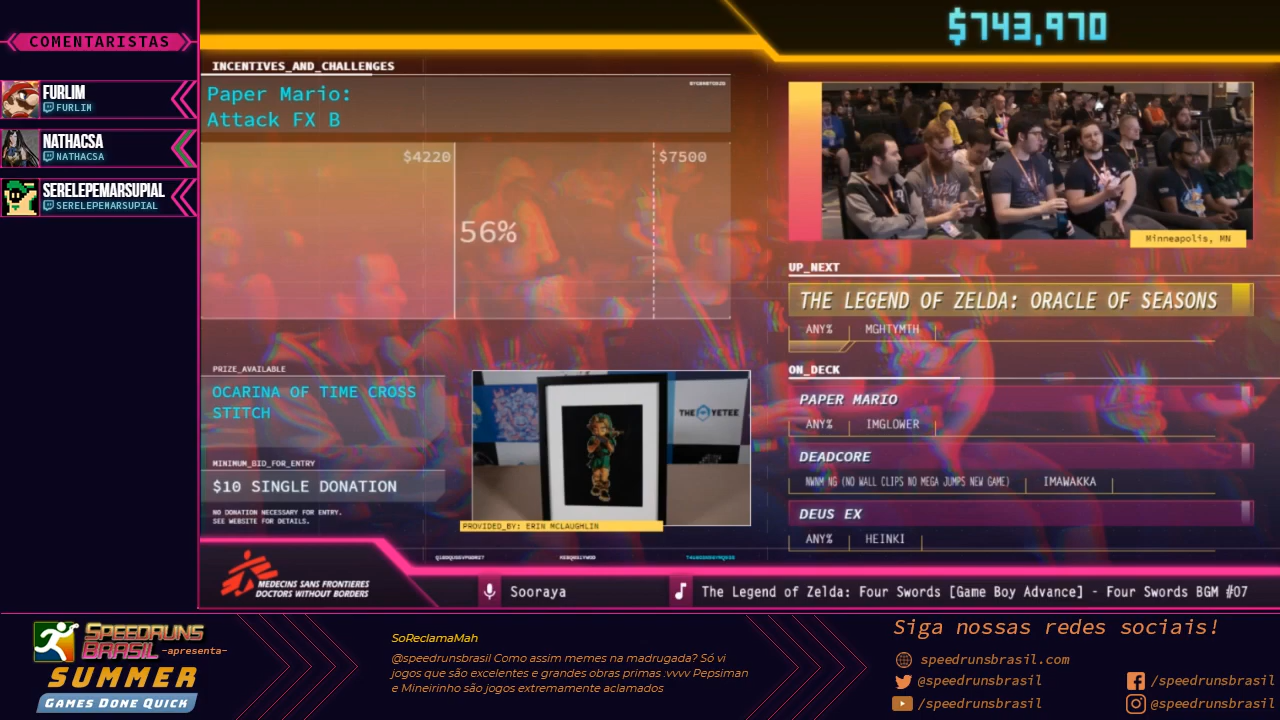 COMENTARISTAS
FURLIM
FURLIM
NATHACSA
NATHACSA
SERELEPEMARSUPIAL
SERELEPEMARSUPIAL
$743,970
INCENTIVES_AND_CHALLENGES
Paper Mario:
Attack FX B
$4220
$7500
56%
Minneapolis, MN
UP_NEXT
THE LEGEND OF ZELDA: ORACLE OF SEASONS
ANY% MGHTYMTH
ON_DECK
PAPER MARIO
ANY% IMGLOWER
DEADCORE
NWNM NG (NO WALL CLIPS NO MEGA JUMPS NEW GAME) IMAWAKKA
DEUS EX
ANY% HEINKI
PRIZE_AVAILABLE
OCARINA OF TIME CROSS
STITCH
MINIMUM_BID_FOR_ENTRY
$10 SINGLE DONATION
NO DONATION NECESSARY FOR ENTRY.
SEE WEBSITE FOR DETAILS.
THE YETEE
PROVIDED_BY: ERIN MCLAUGHLIN
MEDECINS SANS FRONTIERES
DOCTORS WITHOUT BORDERS
Sooraya
The Legend of Zelda: Four Swords [Game Boy Advance] - Four Swords BGM #07
SPEEDRUNS
BRASIL -apresenta-
SUMMER
GAMES DONE QUICK
SoReclamaMah
@speedrunsbrasil Como assim memes na madrugada? Só vi
jogos que são excelentes e grandes obras primas :vvvv Pepsiman
e Mineirinho são jogos extremamente aclamados
Siga nossas redes sociais!
speedrunsbrasil.com
@speedrunsbrasil
/speedrunsbrasil
/speedrunsbrasil
@speedrunsbrasil